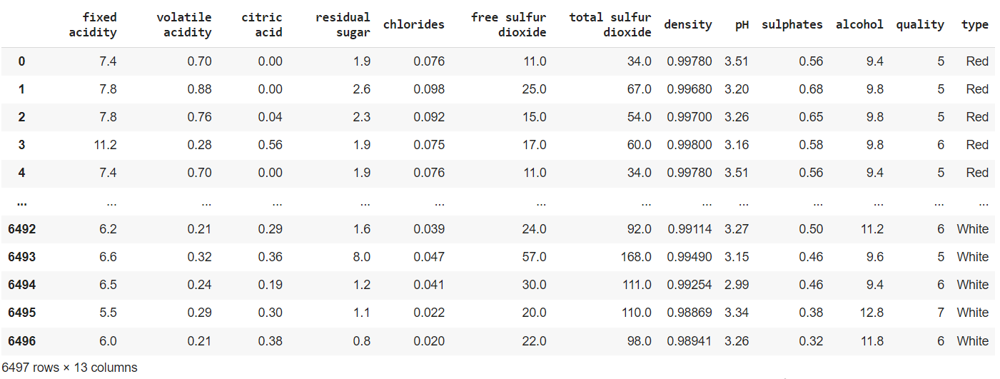 fixed acidity volatile acidity citric acid residual sugar chlorides free sulfur dioxide total sulfur dioxide density pH sulphates alcohol quality type
0 7.4 0.70 0.00 1.9 0.076 11.0 34.0 0.99780 3.51 0.56 9.4 5 Red
1 7.8 0.88 0.00 2.6 0.098 25.0 67.0 0.99680 3.20 0.68 9.8 5 Red
2 7.8 0.76 0.04 2.3 0.092 15.0 54.0 0.99700 3.26 0.65 9.8 5 Red
3 11.2 0.28 0.56 1.9 0.075 17.0 60.0 0.99800 3.16 0.58 9.8 6 Red
4 7.4 0.70 0.00 1.9 0.076 11.0 34.0 0.99780 3.51 0.56 9.4 5 Red
... ... ... ... ... ... ... ... ... ... ... ... ... ...
6492 6.2 0.21 0.29 1.6 0.039 24.0 92.0 0.99114 3.27 0.50 11.2 6 White
6493 6.6 0.32 0.36 8.0 0.047 57.0 168.0 0.99490 3.15 0.46 9.6 5 White
6494 6.5 0.24 0.19 1.2 0.041 30.0 111.0 0.99254 2.99 0.46 9.4 6 White
6495 5.5 0.29 0.30 1.1 0.022 20.0 110.0 0.98869 3.34 0.38 12.8 7 White
6496 6.0 0.21 0.38 0.8 0.020 22.0 98.0 0.98941 3.26 0.32 11.8 6 White
6497 rows × 13 columns